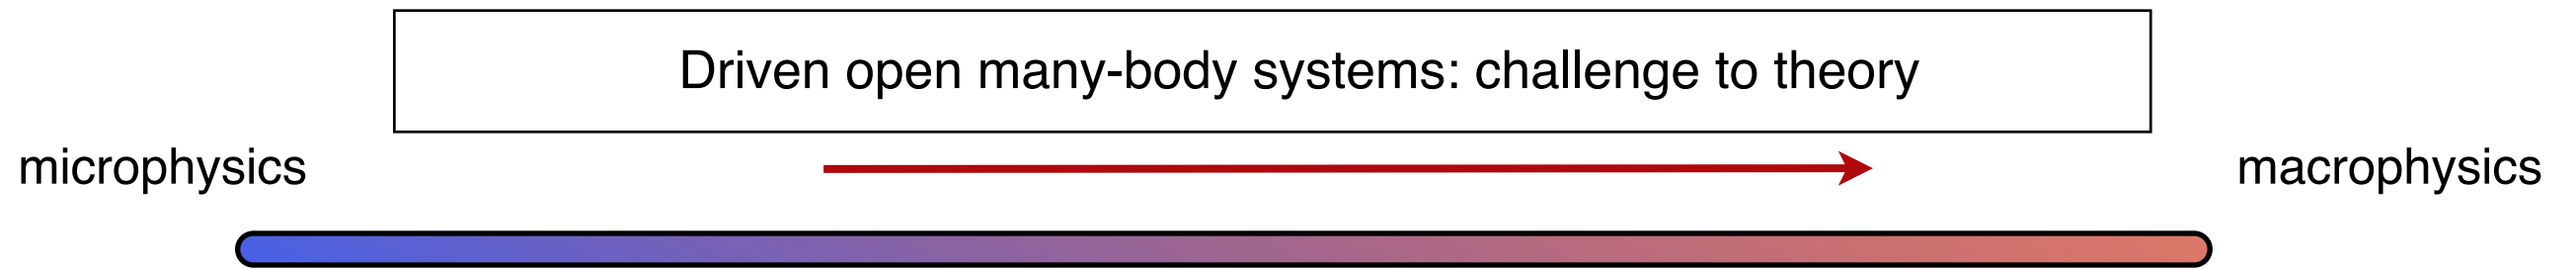 Driven open many-body systems: challenge to theory
microphysics
macrophysics